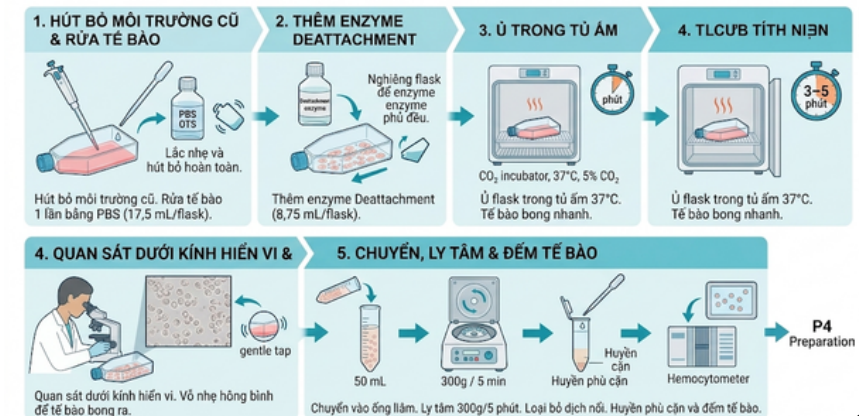 1. HÚT BỎ MÔI TRƯỜNG CŨ
& RỬA TẾ BÀO
PBS
OTS
Lắc nhẹ và
hút bỏ hoàn toàn.
Hút bỏ môi trường cũ. Rửa tế bào
1 lần bằng PBS (17,5 mL/flask).
2. THÊM ENZYME
DEATTACHMENT
Deattachment
enzyme
Nghiêng flask
để enzyme
enzyme
phủ đều.
Thêm enzyme Deattachment
(8,75 mL/flask).
3. Ủ TRONG TỦ ẤM
phút
CO₂ incubator, 37°C, 5% CO₂
Ủ flask trong tủ ấm 37°C.
Tế bào bong nhanh.
4. TLCƯB TÍTH NIỆN
3–5
phút
Ủ flask trong tủ ấm 37°C.
Tế bào bong nhanh.
4. QUAN SÁT DƯỚI KÍNH HIỂN VI &
gentle tap
Quan sát dưới kính hiển vi. Vỗ nhẹ hông bình
để tế bào bong ra.
5. CHUYỂN, LY TÂM & ĐẾM TẾ BÀO
50 mL
300g / 5 min
Huyền
cặn
Huyền phù cặn
Hemocytometer
Chuyển vào ống lâm. Ly tâm 300g/5 phút. Loại bỏ dịch nổi. Huyền phù cặn và đếm tế bào.
P4
Preparation